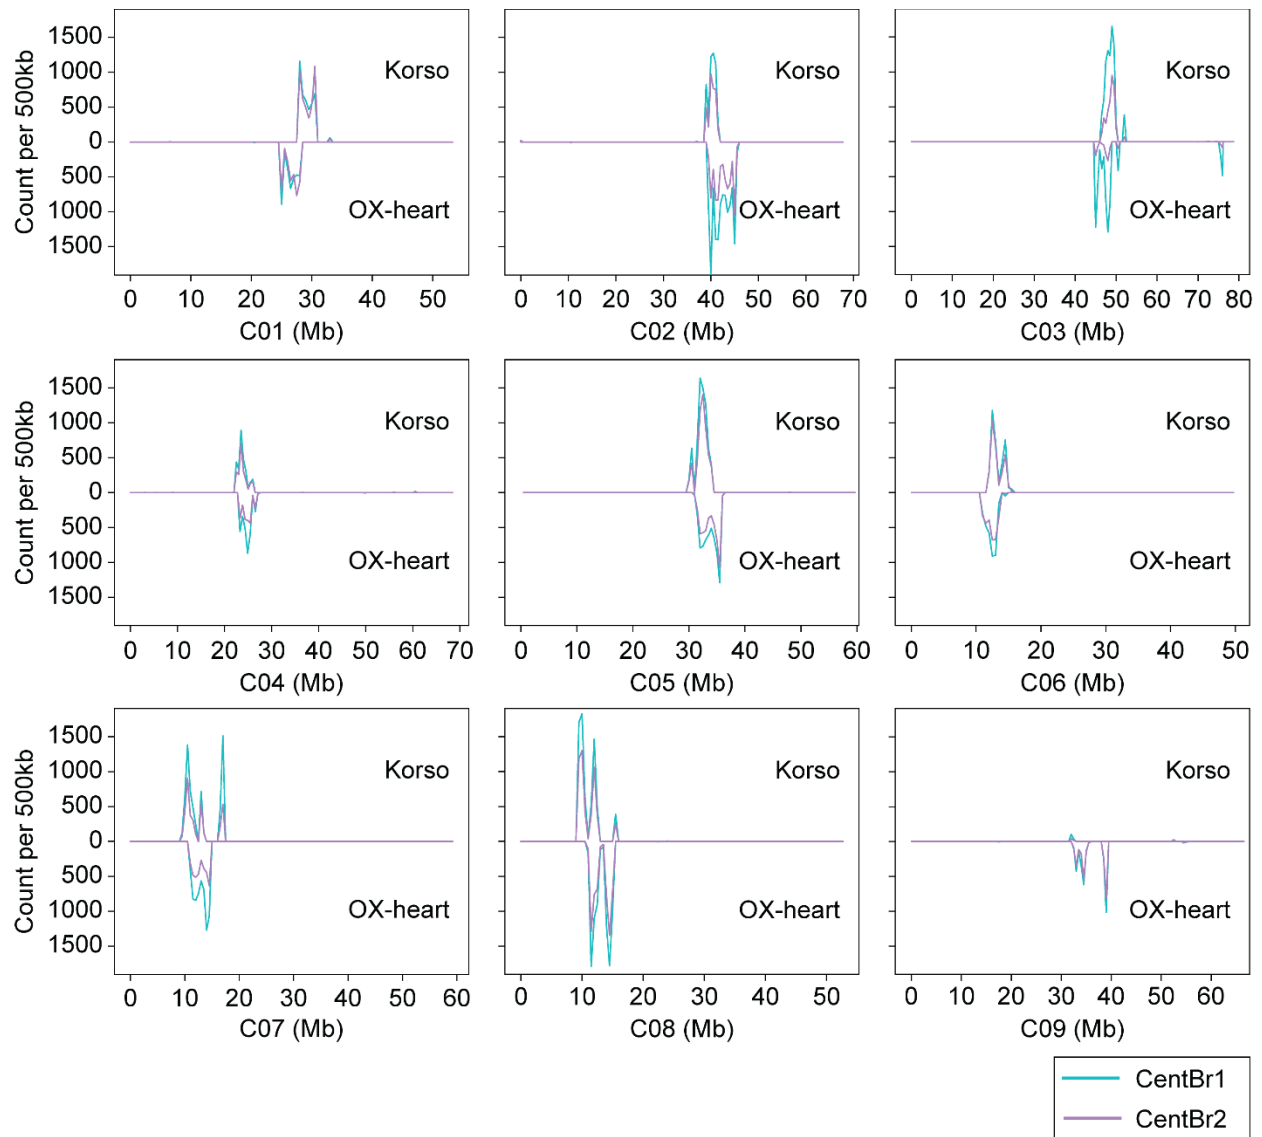 Count per 500kb
1500
1000
500
0
500
1000
1500
Korso
OX-heart
0 10 20 30 40 50
C01 (Mb)
Korso
OX-heart
0 10 20 30 40 50 60 70
C02 (Mb)
Korso
OX-heart
0 10 20 30 40 50 60 70 80
C03 (Mb)
Count per 500kb
1500
1000
500
0
500
1000
1500
Korso
OX-heart
0 10 20 30 40 50 60 70
C04 (Mb)
Korso
OX-heart
0 10 20 30 40 50 60
C05 (Mb)
Korso
OX-heart
0 10 20 30 40 50
C06 (Mb)
Count per 500kb
1500
1000
500
0
500
1000
1500
Korso
OX-heart
0 10 20 30 40 50 60
C07 (Mb)
Korso
OX-heart
0 10 20 30 40 50
C08 (Mb)
Korso
OX-heart
0 10 20 30 40 50 60
C09 (Mb)
CentBr1
CentBr2